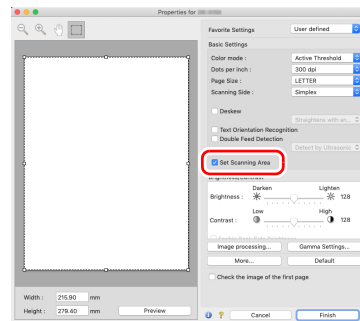 Properties for
Favorite Settings
User defined
Basic Settings
Color mode :
Active Threshold
Dots per inch :
300 dpi
Page Size :
LETTER
Scanning Side :
Simplex
Deskew
Straightens with an...
Text Orientation Recognition
Double Feed Detection
Detect by Ultrasonic
Set Scanning Area
Brightness/Contrast
Darken Lighten
Brightness : 128
Low High
Contrast : 128
Image processing...
Gamma Settings...
More...
Default
Check the image of the first page
Width : 215.90 mm
Height : 279.40 mm
Preview
Cancel
Finish